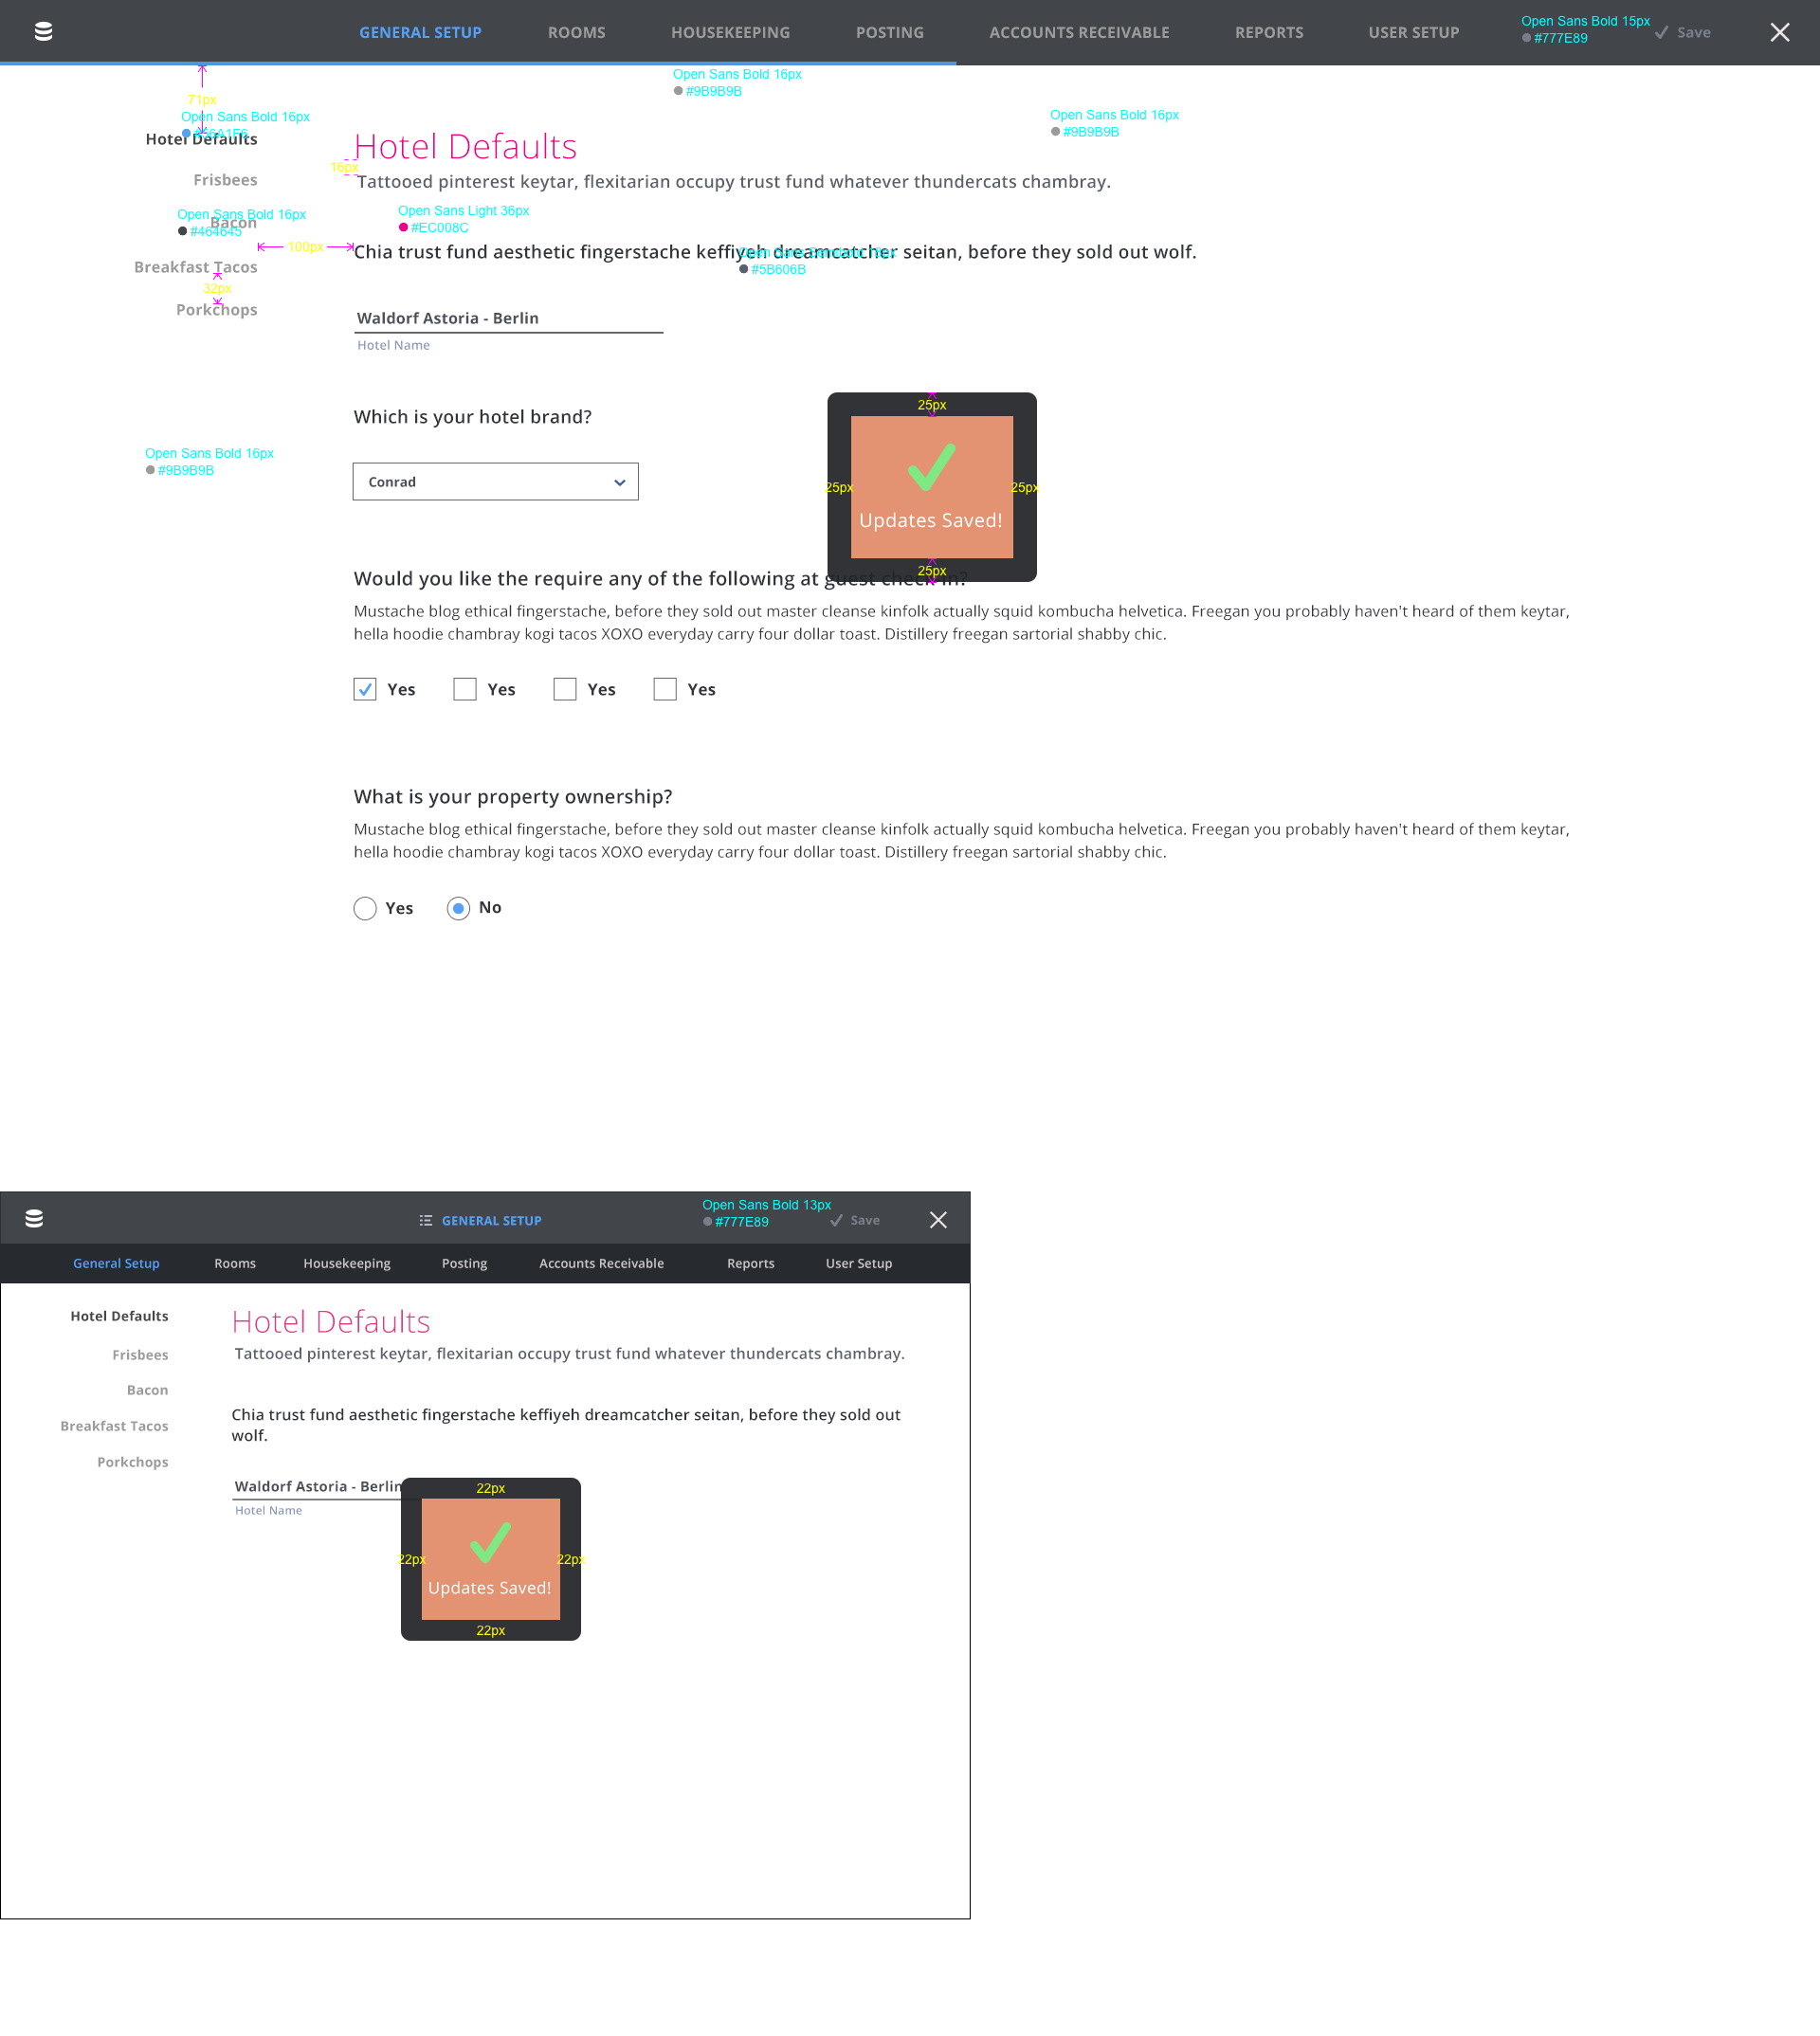 GENERAL SETUP ROOMS HOUSEKEEPING POSTING ACCOUNTS RECEIVABLE REPORTS USER SETUP Save
Open Sans Bold 15px
#777E89
Open Sans Bold 16px
#9B9B9B
71px
Open Sans Bold 16px
Open Sans Bold 16px
#9B9B9B
Hotel Defaults
Frisbees
Open Sans Bold 16px
#464645
Bacon
100px
Breakfast Tacos
32px
Porkchops
Open Sans Bold 16px
#9B9B9B
Hotel Defaults
16px
Tattooed pinterest keytar, flexitarian occupy trust fund whatever thundercats chambray.
Open Sans Light 36px
#EC008C
Chia trust fund aesthetic fingerstache keffiyeh dreamcatcher seitan, before they sold out wolf.
#5B606B
Waldorf Astoria - Berlin
Hotel Name
Which is your hotel brand?
Conrad
25px
25px
25px
Updates Saved!
25px
Would you like the require any of the following at guest check-in?
Mustache blog ethical fingerstache, before they sold out master cleanse kinfolk actually squid kombucha helvetica. Freegan you probably haven't heard of them keytar,
hella hoodie chambray kogi tacos XOXO everyday carry four dollar toast. Distillery freegan sartorial shabby chic.
Yes Yes Yes Yes
What is your property ownership?
Mustache blog ethical fingerstache, before they sold out master cleanse kinfolk actually squid kombucha helvetica. Freegan you probably haven't heard of them keytar,
hella hoodie chambray kogi tacos XOXO everyday carry four dollar toast. Distillery freegan sartorial shabby chic.
Yes No
GENERAL SETUP
Open Sans Bold 13px
#777E89
Save
General Setup Rooms Housekeeping Posting Accounts Receivable Reports User Setup
Hotel Defaults
Frisbees
Bacon
Breakfast Tacos
Porkchops
Hotel Defaults
Tattooed pinterest keytar, flexitarian occupy trust fund whatever thundercats chambray.
Chia trust fund aesthetic fingerstache keffiyeh dreamcatcher seitan, before they sold out
wolf.
Waldorf Astoria - Berlin
Hotel Name
22px
22px
22px
Updates Saved!
22px